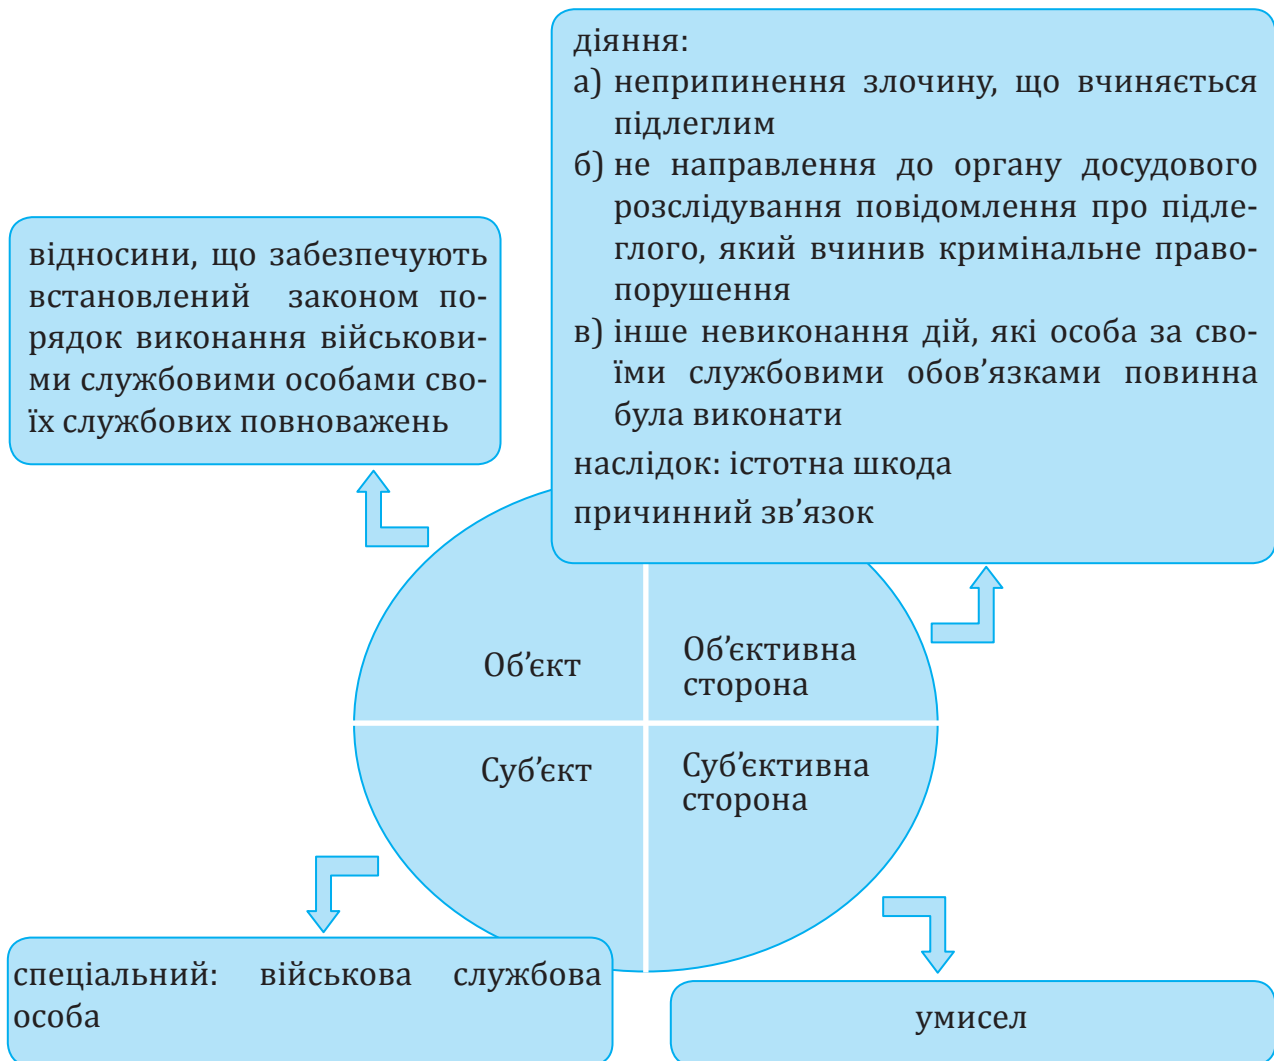 діяння:
а) неприпинення злочину, що вчиняється
підлеглим
б) не направлення до органу досудового
розслідування повідомлення про підле-
глого, який вчинив кримінальне право-
порушення
в) інше невиконання дій, які особа за сво-
їми службовими обов’язками повинна
була виконати
наслідок: істотна шкода
причинний зв’язок
відносини, що забезпечують
встановлений законом по-
рядок виконання військови-
ми службовими особами сво-
їх службових повноважень
Об’єкт
Об’єктивна
сторона
Суб’єкт
Суб’єктивна
сторона
спеціальний: військова службова
особа
умисел